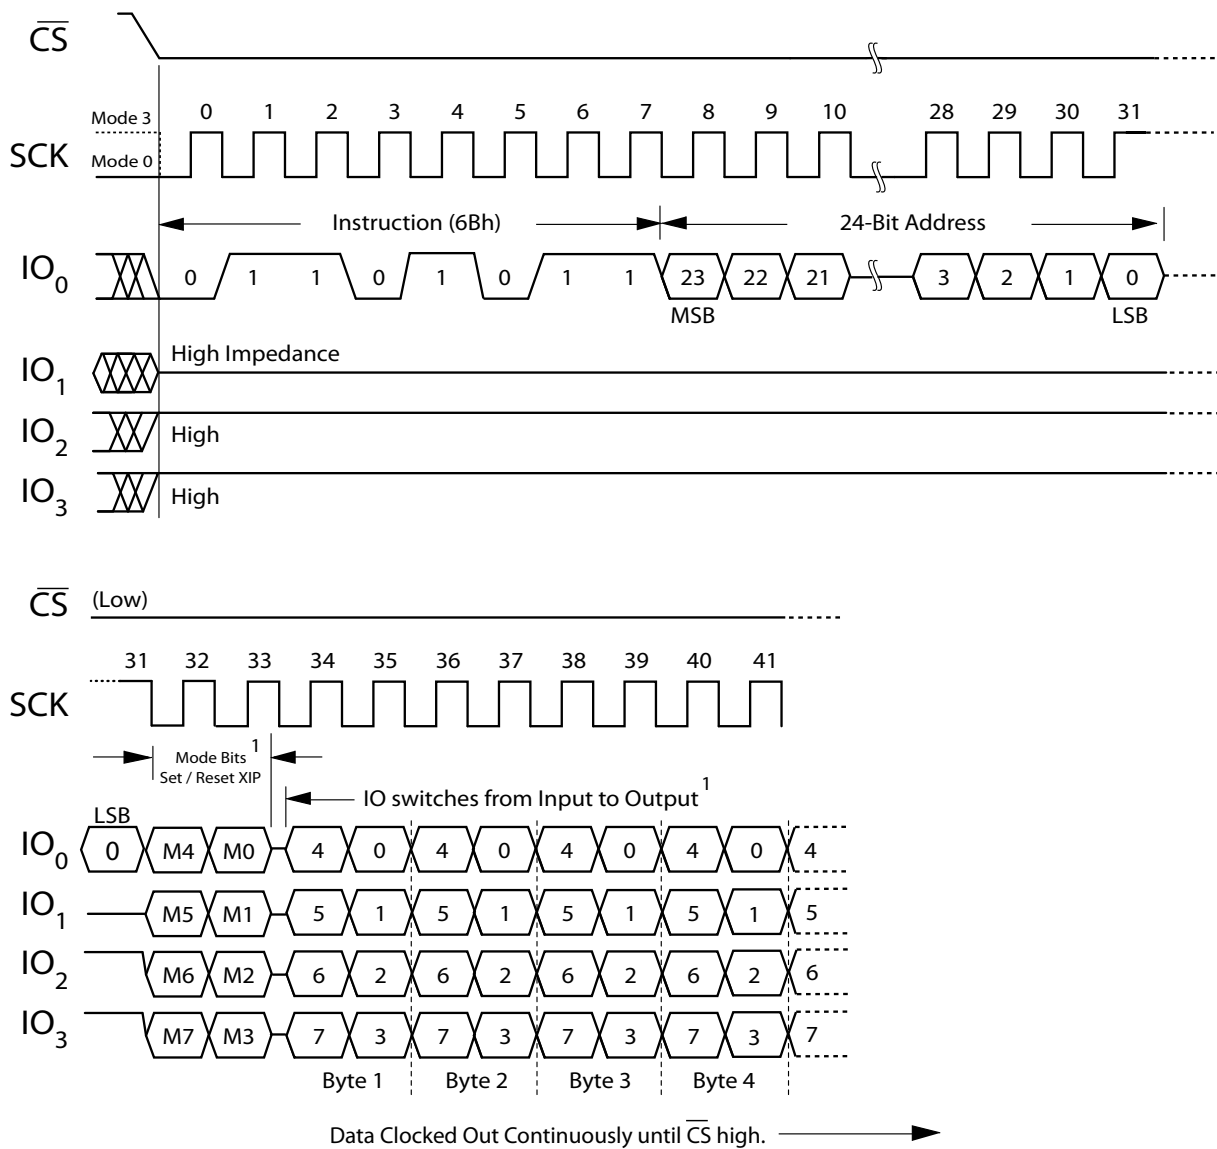 CS
Mode 3
Mode 0
SCK
0 1 2 3 4 5 6 7 8 9 10 28 29 30 31
Instruction (6Bh) 24-Bit Address
IO0 0 1 1 0 1 0 1 1 23 22 21 3 2 1 0
MSB LSB
IO1 High Impedance
IO2 High
IO3 High
CS (Low)
31 32 33 34 35 36 37 38 39 40 41
SCK
Mode Bits 1
Set / Reset XIP
IO switches from Input to Output 1
LSB
IO0 0 M4 M0 4 0 4 0 4 0 4 0 4
IO1 M5 M1 5 1 5 1 5 1 5 1 5
IO2 M6 M2 6 2 6 2 6 2 6 2 6
IO3 M7 M3 7 3 7 3 7 3 7 3 7
Byte 1 Byte 2 Byte 3 Byte 4
Data Clocked Out Continuously until CS high.